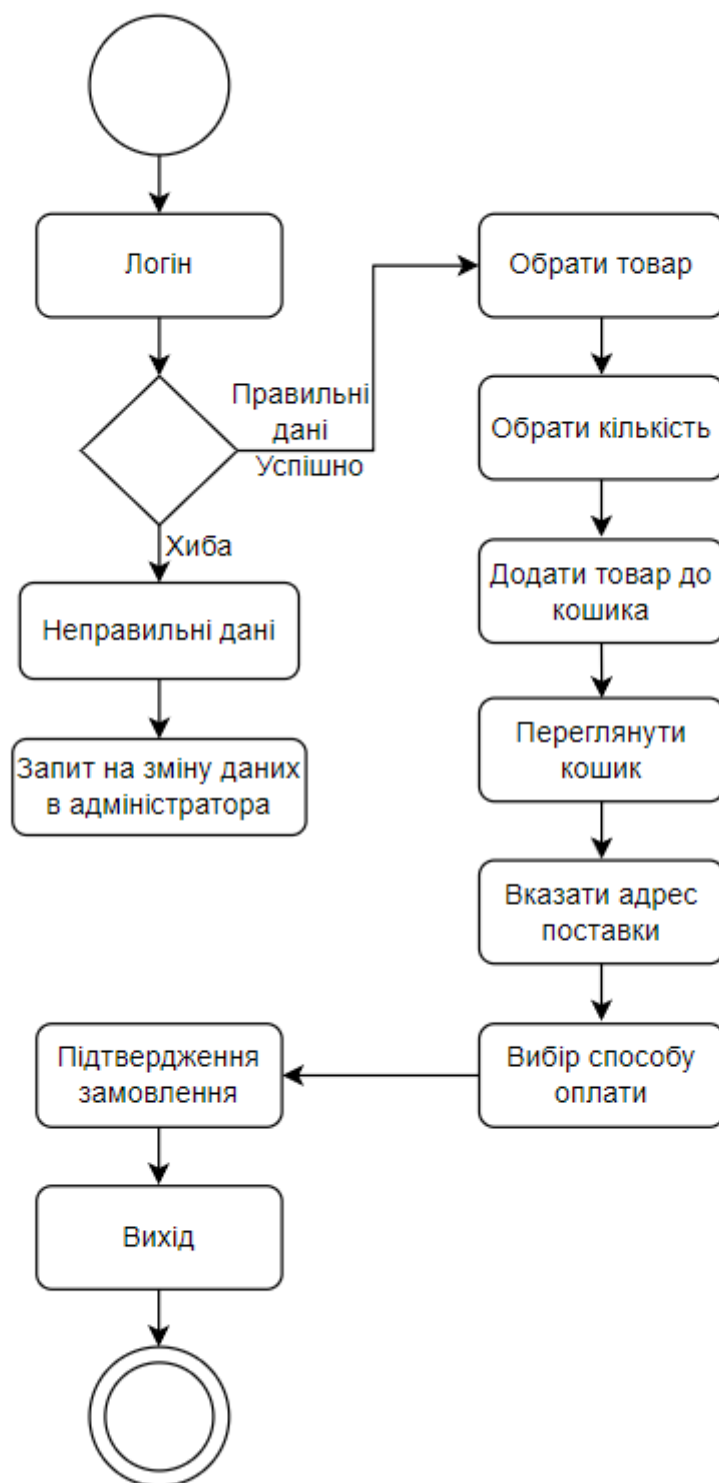 Логін
Правильні
дані
Успішно
Хиба
Неправильні дані
Запит на зміну даних
в адміністратора
Обрати товар
Обрати кількість
Додати товар до
кошика
Переглянути
кошик
Вказати адрес
поставки
Вибір способу
оплати
Підтвердження
замовлення
Вихід